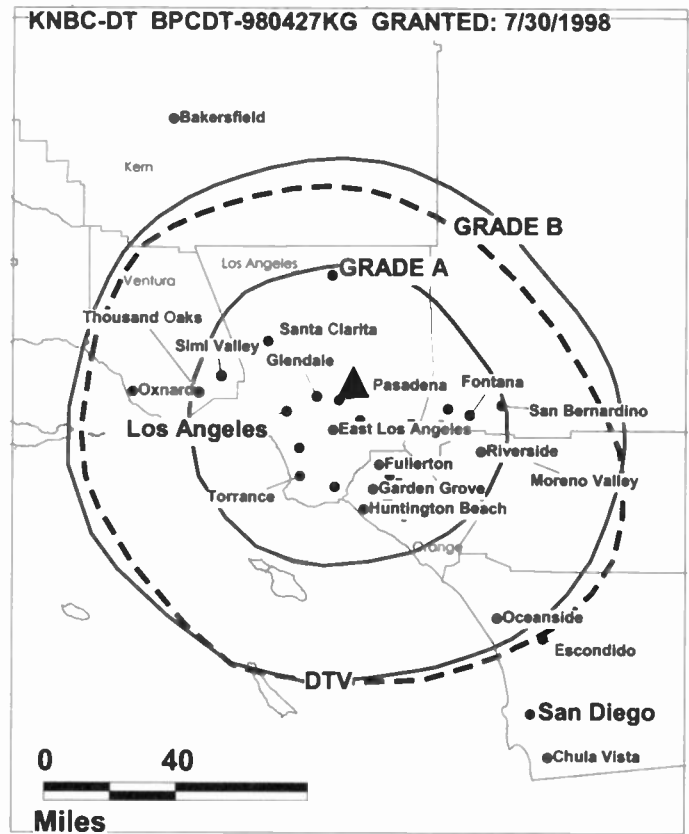 KNBC-DT BPCDT-980427KG GRANTED: 7/30/1998
Bakersfield
Kern
GRADE B
Los Angeles
GRADE A
Ventura
Thousand Oaks
Santa Clarita
Simi Valley
Glendale
Pasadena
Fontana
Oxnard
San Bernardino
Los Angeles
East Los Angeles
Riverside
Fullerton
Moreno Valley
Garden Grove
Torrance
Huntington Beach
Orange
Oceanside
Escondido
DTV
San Diego
Chula Vista
0 40
Miles